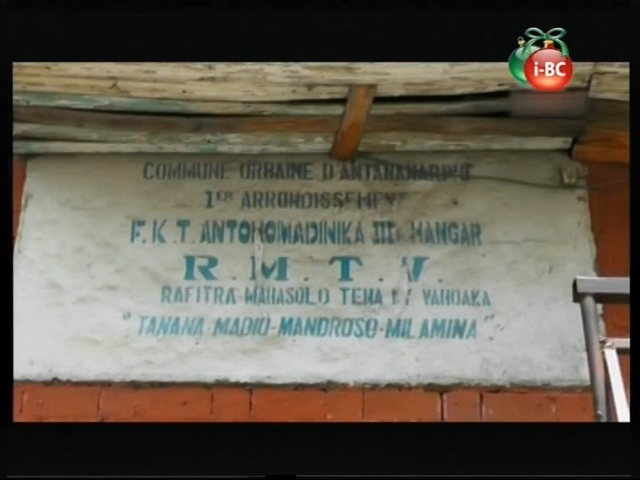 i-BC
COMMUNE URBAINE D'ANTANANARIVO
1ER ARRONDISSEMENT
F.K.T. ANTOHOMADINIKA III HANGAR
R.M.T.V.
RAFITRA MAHASOLO TENA VAHOAKA
"TANANA-MADIO-MANDROSO-MILAMINA"